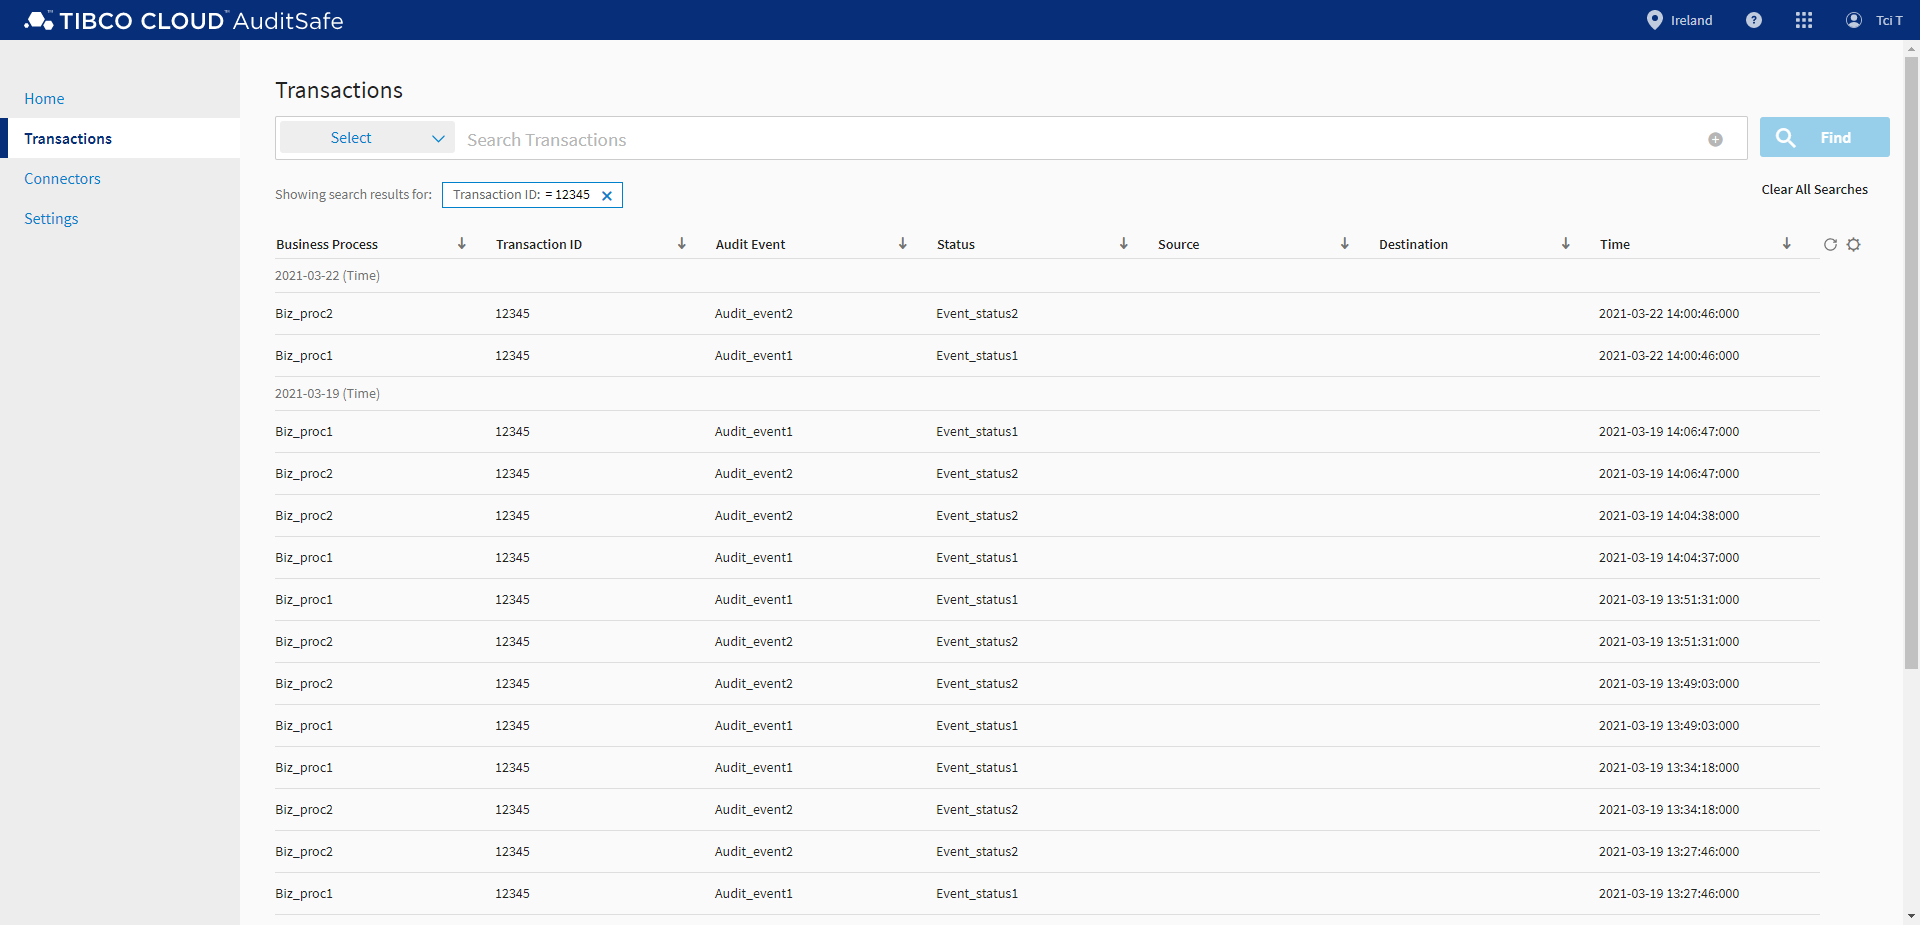 TIBCO CLOUD™ AuditSafe
Ireland
Tci T
Home
Transactions
Connectors
Settings
Transactions
Select
Search Transactions
Find
Showing search results for: Transaction ID: = 12345
Clear All Searches
Business Process Transaction ID Audit Event Status Source Destination Time
2021-03-22 (Time)
Biz_proc2 12345 Audit_event2 Event_status2 2021-03-22 14:00:46:000
Biz_proc1 12345 Audit_event1 Event_status1 2021-03-22 14:00:46:000
2021-03-19 (Time)
Biz_proc1 12345 Audit_event1 Event_status1 2021-03-19 14:06:47:000
Biz_proc2 12345 Audit_event2 Event_status2 2021-03-19 14:06:47:000
Biz_proc2 12345 Audit_event2 Event_status2 2021-03-19 14:04:38:000
Biz_proc1 12345 Audit_event1 Event_status1 2021-03-19 14:04:37:000
Biz_proc1 12345 Audit_event1 Event_status1 2021-03-19 13:51:31:000
Biz_proc2 12345 Audit_event2 Event_status2 2021-03-19 13:51:31:000
Biz_proc2 12345 Audit_event2 Event_status2 2021-03-19 13:49:03:000
Biz_proc1 12345 Audit_event1 Event_status1 2021-03-19 13:49:03:000
Biz_proc1 12345 Audit_event1 Event_status1 2021-03-19 13:34:18:000
Biz_proc2 12345 Audit_event2 Event_status2 2021-03-19 13:34:18:000
Biz_proc2 12345 Audit_event2 Event_status2 2021-03-19 13:27:46:000
Biz_proc1 12345 Audit_event1 Event_status1 2021-03-19 13:27:46:000